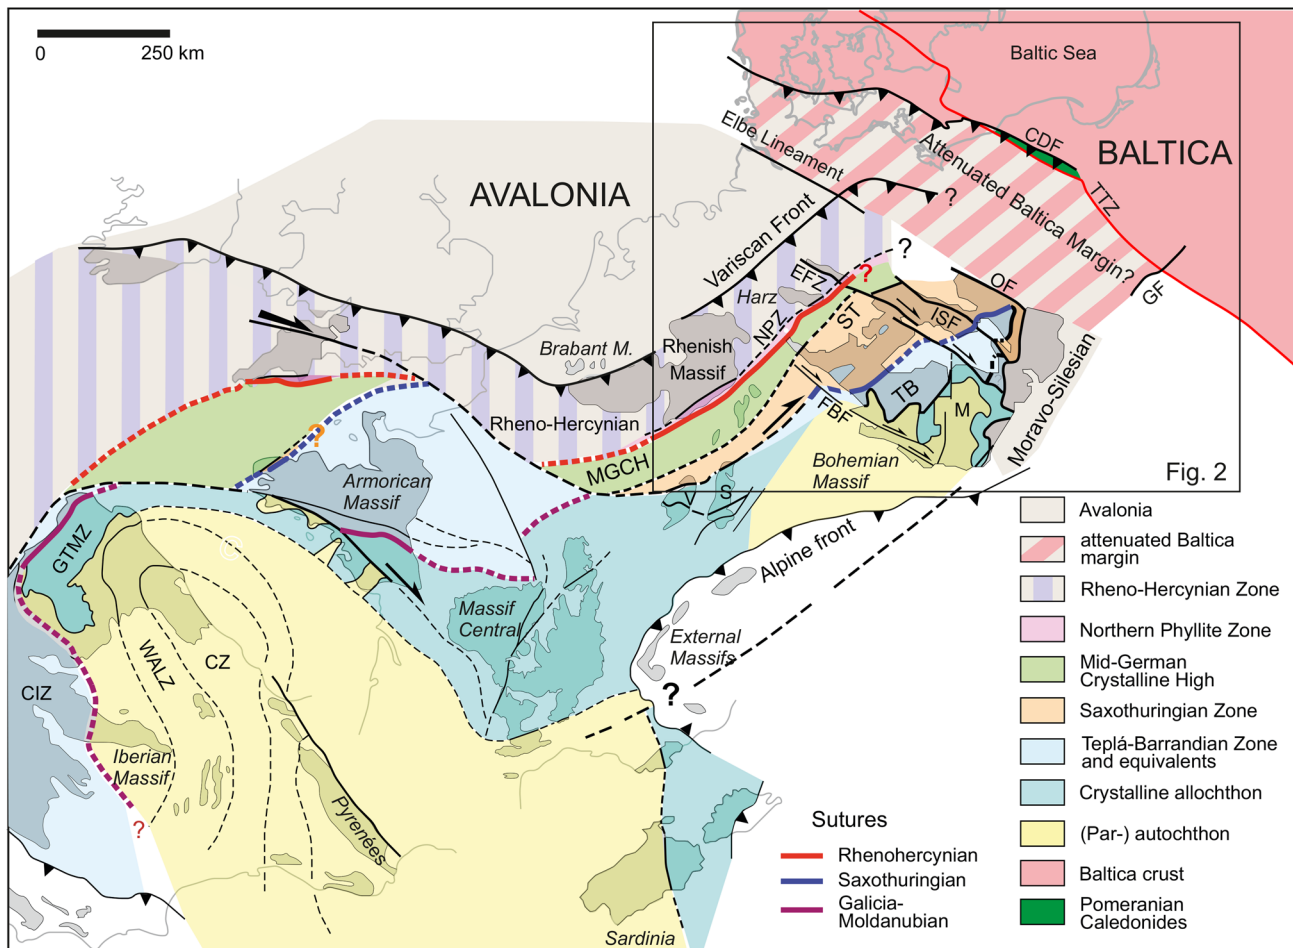 0 250 km
Baltic Sea
Elbe Lineament
CDF
BALTICA
Attenuated Baltica Margin?
TTZ
AVALONIA
?
Variscan Front
?
GF
EFZ
?
OF
Harz
NPZ
ST
ISF
Brabant M.
Rhenish
Massif
Moravo-Silesian
TB
M
FBF
Rheno-Hercynian
?
MGCH
Bohemian
Massif
Fig. 2
Armorican
Massif
V
S
GTMZ
©
Alpine front
Massif
Central
External
Massifs
WALZ
CZ
CIZ
?
Iberian
Massif
Pyrenées
?
Sardinia
Avalonia
attenuated Baltica
margin
Rheno-Hercynian Zone
Northern Phyllite Zone
Mid-German
Crystalline High
Saxothuringian Zone
Teplá-Barrandian Zone
and equivalents
Crystalline allochthon
(Par-) autochthon
Baltica crust
Pomeranian
Caledonides
Sutures
Rhenohercynian
Saxothuringian
Galicia-
Moldanubian